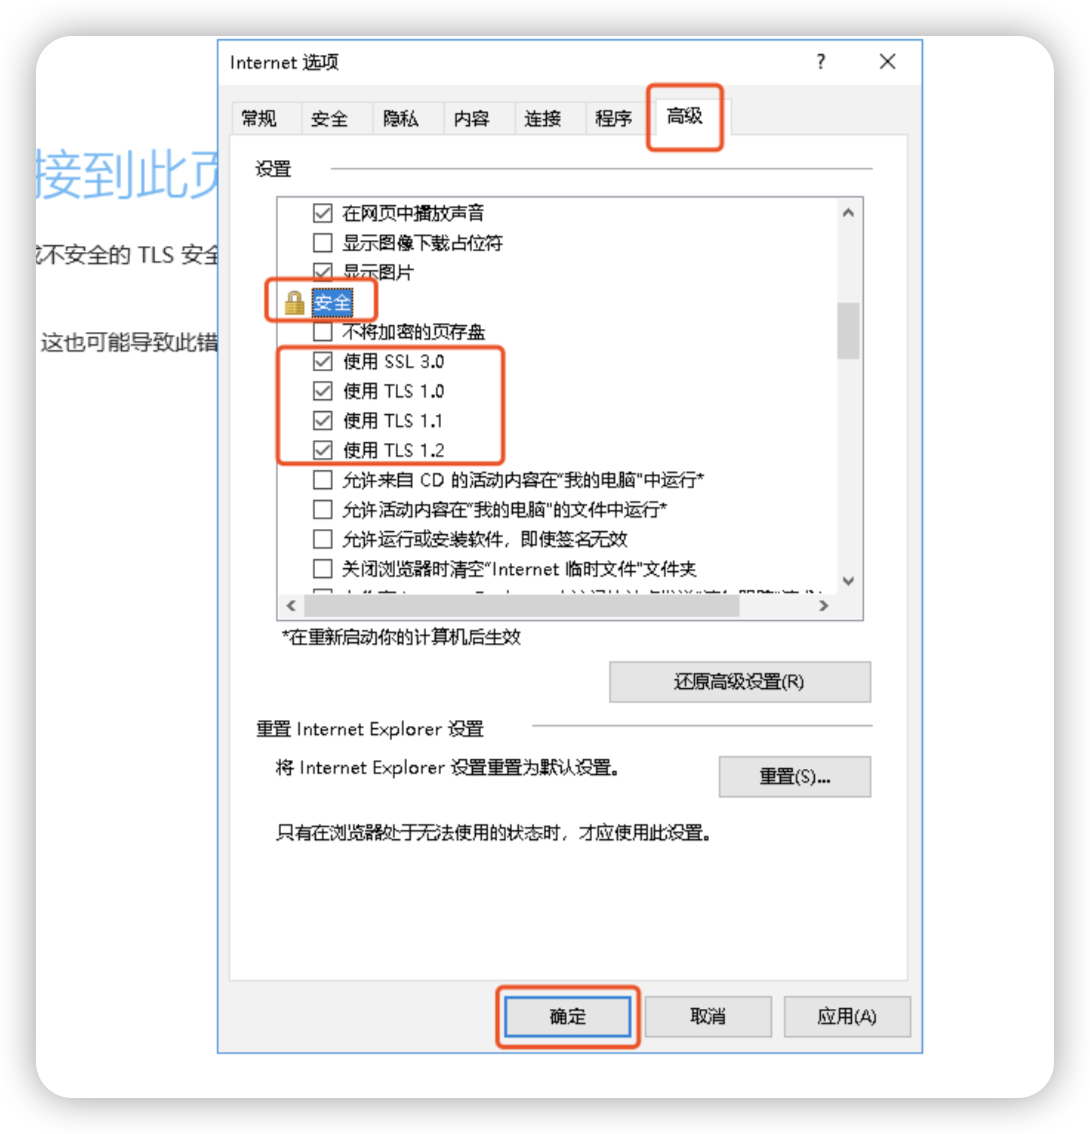 Internet 选项
?
常规 安全 隐私 内容 连接 程序 高级
接到此页
设置
在网页中播放声音
显示图像下载占位符
不安全的 TLS 安全
显示图片
安全
不将加密的页存盘
这也可能导致此错
使用 SSL 3.0
使用 TLS 1.0
使用 TLS 1.1
使用 TLS 1.2
允许来自 CD 的活动内容在“我的电脑”中运行*
允许活动内容在“我的电脑”的文件中运行*
允许运行或安装软件，即使签名无效
关闭浏览器时清空“Internet 临时文件”文件夹
*在重新启动你的计算机后生效
还原高级设置(R)
重置 Internet Explorer 设置
将 Internet Explorer 设置重置为默认设置。
重置(S)...
只有在浏览器处于无法使用的状态时，才应使用此设置。
确定 取消 应用(A)